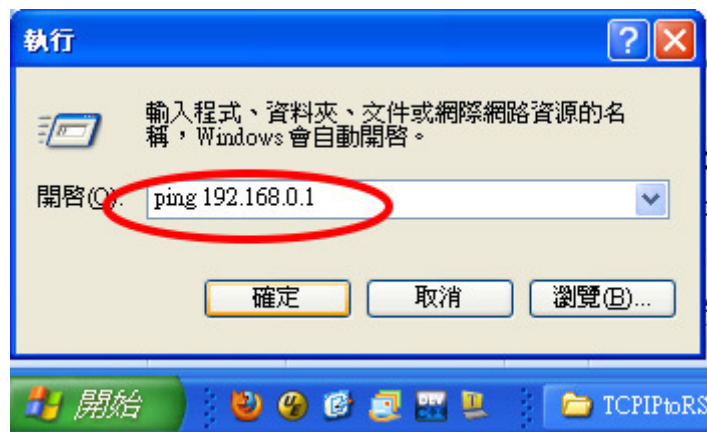 執行
輸入程式、資料夾、文件或網際網路資源的名
稱，Windows 會自動開啓。
開啓(O):
ping 192.168.0.1
確定
取消
瀏覽(B)...
開始
TCPIPtoRS